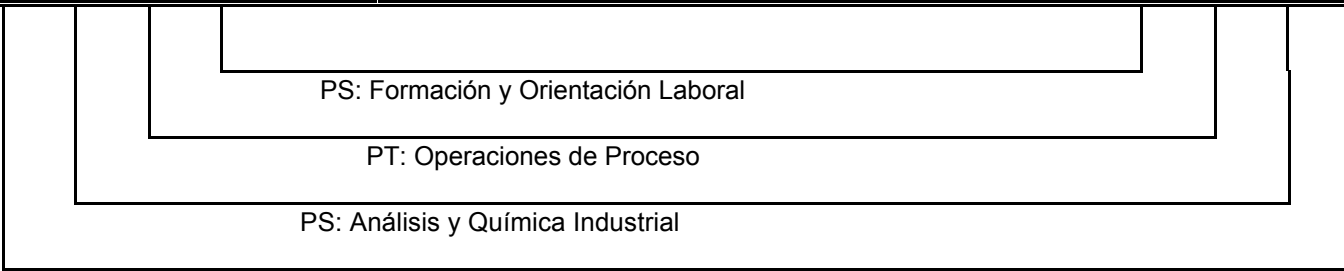 PS: Formación y Orientación Laboral
PT: Operaciones de Proceso
PS: Análisis y Química Industrial